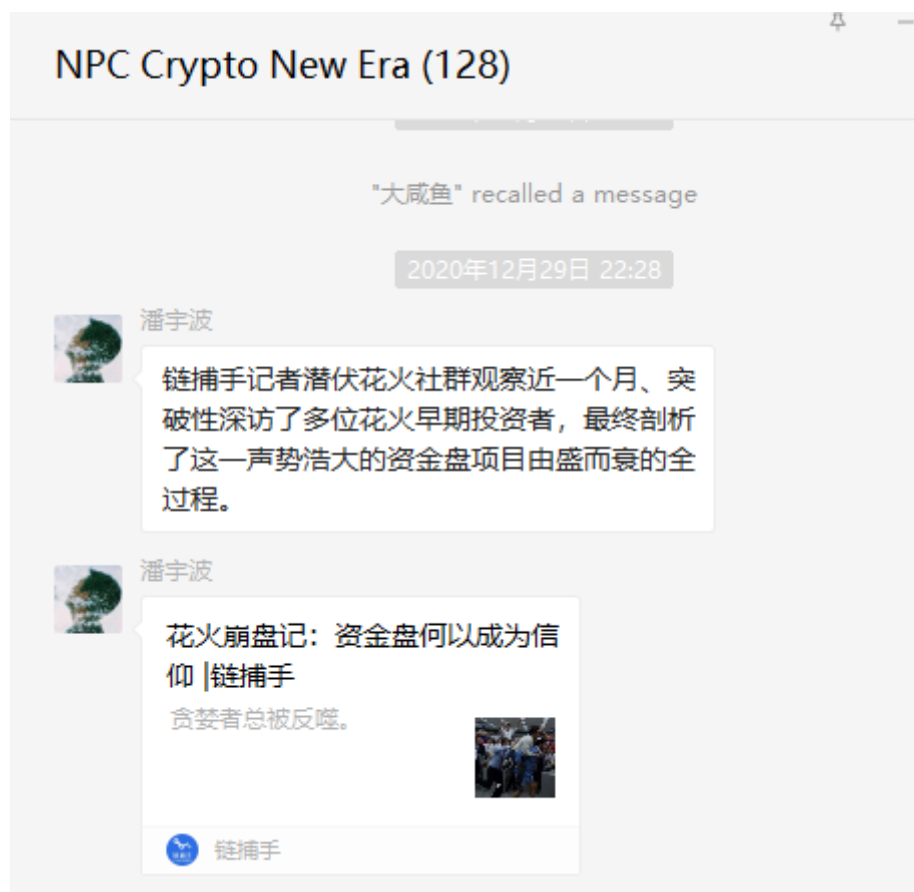 NPC Crypto New Era (128)
"大咸鱼" recalled a message
2020年12月29日 22:28
潘宇波
链捕手记者潜伏花火社群观察近一个月、突
破性深访了多位花火早期投资者，最终剖析
了这一声势浩大的资金盘项目由盛而衰的全
过程。
潘宇波
花火崩盘记：资金盘何以成为信
仰 |链捕手
贪婪者总被反噬。
链捕手